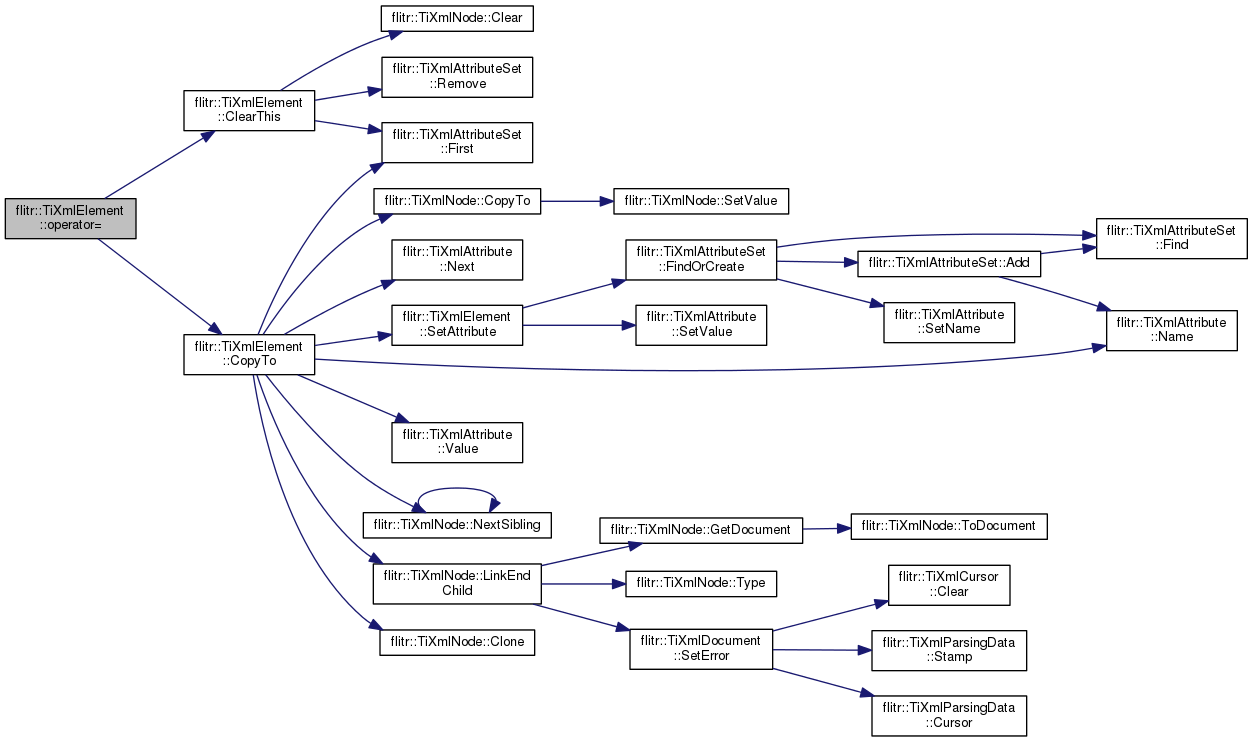 flitr::TiXmlNode::Clear
flitr::TiXmlAttributeSet
::Remove
flitr::TiXmlElement
::ClearThis
flitr::TiXmlAttributeSet
::First
flitr::TiXmlElement
::operator=
flitr::TiXmlNode::CopyTo
flitr::TiXmlNode::SetValue
flitr::TiXmlAttribute
::Next
flitr::TiXmlAttributeSet
::FindOrCreate
flitr::TiXmlAttributeSet::Add
flitr::TiXmlAttributeSet
::Find
flitr::TiXmlElement
::SetAttribute
flitr::TiXmlAttribute
::SetValue
flitr::TiXmlAttribute
::SetName
flitr::TiXmlAttribute
::Name
flitr::TiXmlElement
::CopyTo
flitr::TiXmlAttribute
::Value
flitr::TiXmlNode::NextSibling
flitr::TiXmlNode::GetDocument
flitr::TiXmlNode::ToDocument
flitr::TiXmlNode::LinkEnd
Child
flitr::TiXmlNode::Type
flitr::TiXmlCursor
::Clear
flitr::TiXmlNode::Clone
flitr::TiXmlDocument
::SetError
flitr::TiXmlParsingData
::Stamp
flitr::TiXmlParsingData
::Cursor